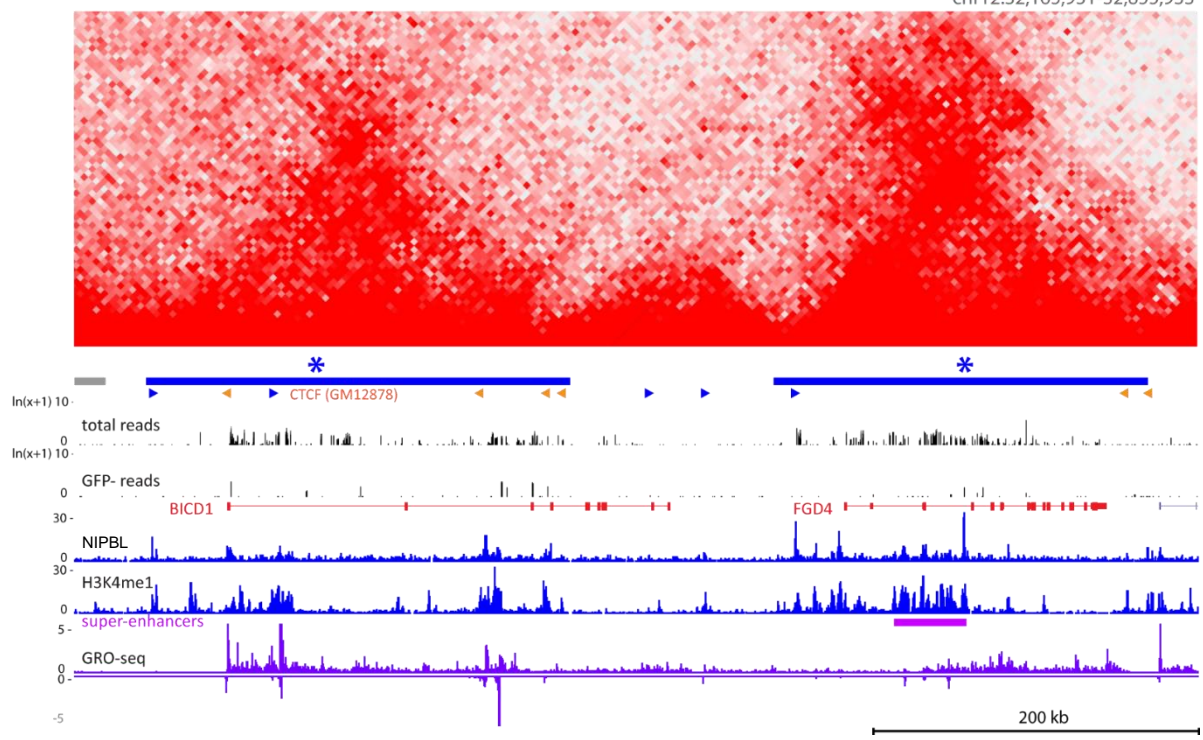 *
*
CTCF (GM12878)
ln(x+1) 10 -
total reads
0
ln(x+1) 10 -
GFP- reads
0
BICD1
FGD4
30 -
NIPBL
0
30 -
H3K4me1
0
super-enhancers
5 -
GRO-seq
0
0 -
-5
200 kb